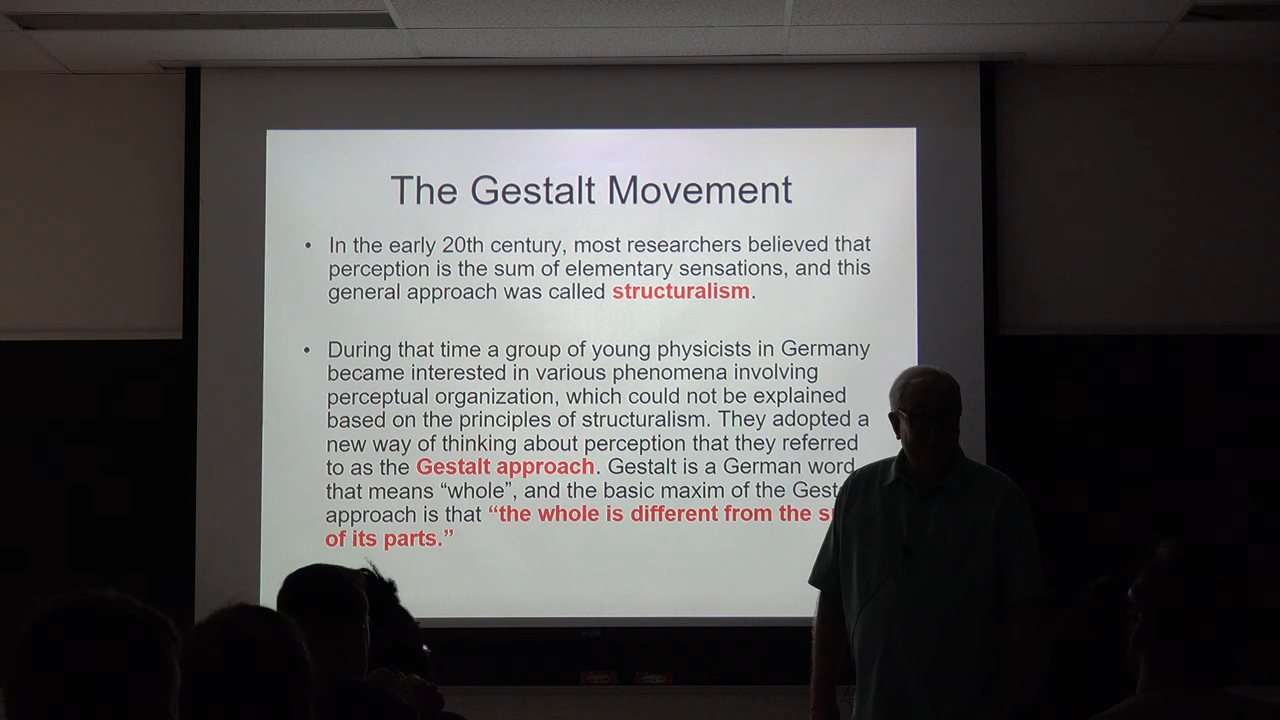 The Gestalt Movement
• In the early 20th century, most researchers believed that
perception is the sum of elementary sensations, and this
general approach was called structuralism.
• During that time a group of young physicists in Germany
became interested in various phenomena involving
perceptual organization, which could not be explained
based on the principles of structuralism. They adopted a
new way of thinking about perception that they referred
to as the Gestalt approach. Gestalt is a German word
that means “whole”, and the basic maxim of the Gest
approach is that “the whole is different from the s
of its parts.”